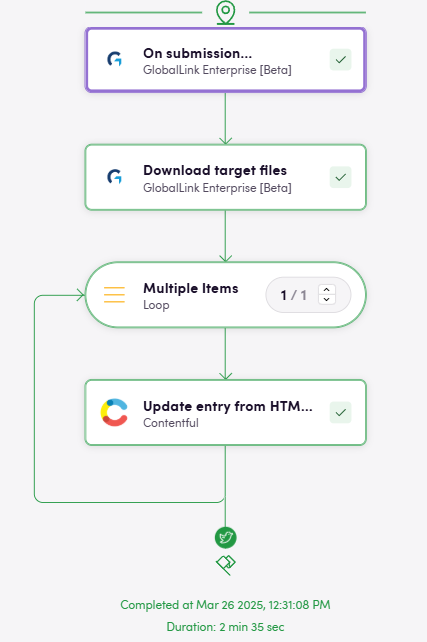 On submission...
GlobalLink Enterprise [Beta]
Download target files
GlobalLink Enterprise [Beta]
Multiple Items
Loop
1 / 1
Update entry from HTM...
Contentful
Completed at Mar 26 2025, 12:31:08 PM
Duration: 2 min 35 sec